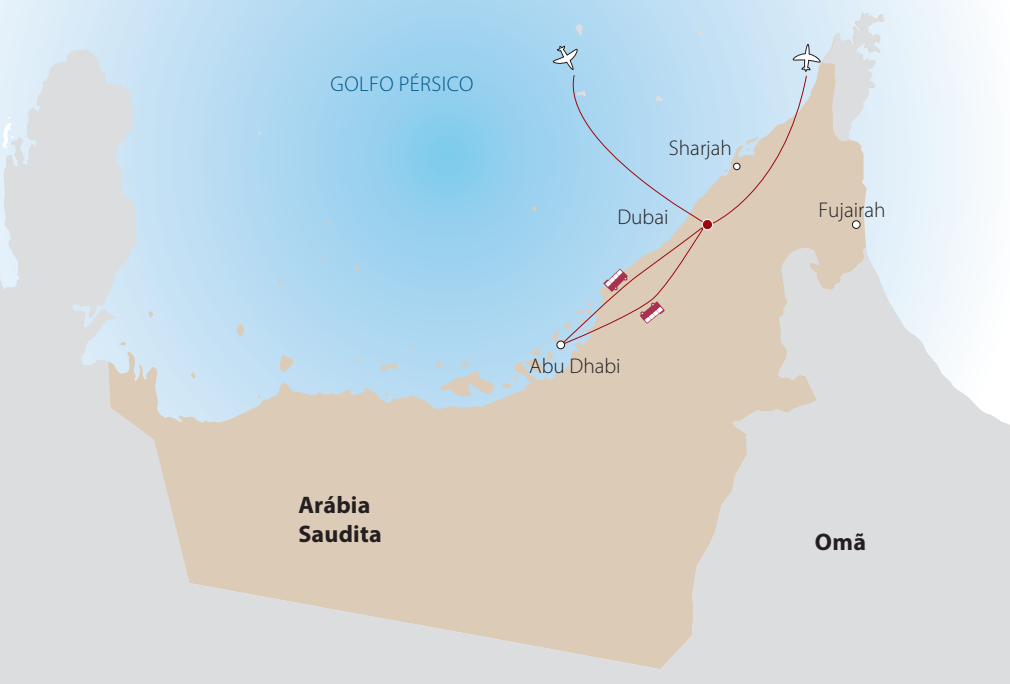 GOLFO PÉRSICO
Sharjah
Dubai
Fujairah
Abu Dhabi
Arábia
Saudita
Omã